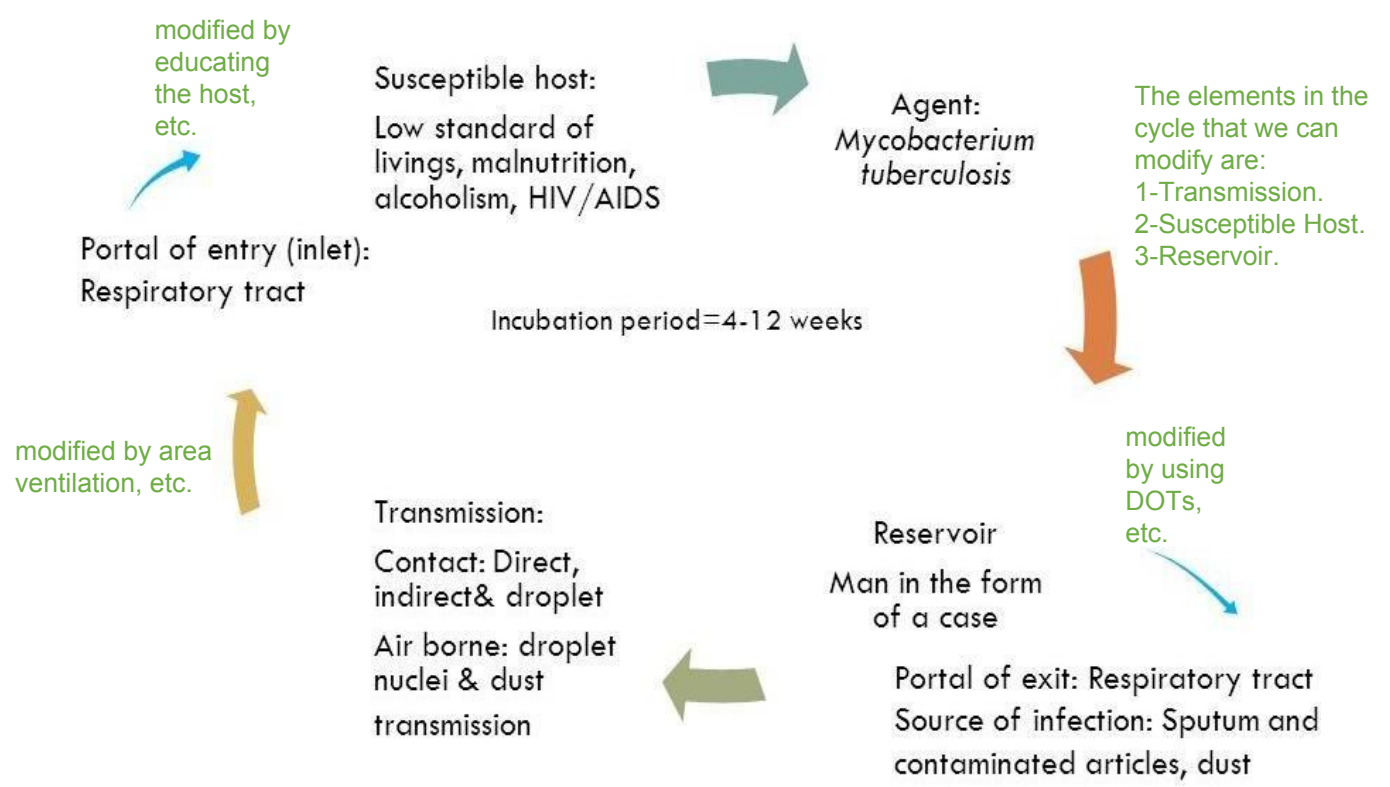 modified by
educating
the host,
etc.
Susceptible host:
Low standard of
livings, malnutrition,
alcoholism, HIV/AIDS
Agent:
Mycobacterium
tuberculosis
The elements in the
cycle that we can
modify are:
1-Transmission.
2-Susceptible Host.
3-Reservoir.
Portal of entry (inlet):
Respiratory tract
Incubation period=4-12 weeks
modified by area
ventilation, etc.
modified
by using
DOTs,
etc.
Transmission:
Contact: Direct,
indirect& droplet
Air borne: droplet
nuclei & dust
transmission
Reservoir
Man in the form
of a case
Portal of exit: Respiratory tract
Source of infection: Sputum and
contaminated articles, dust